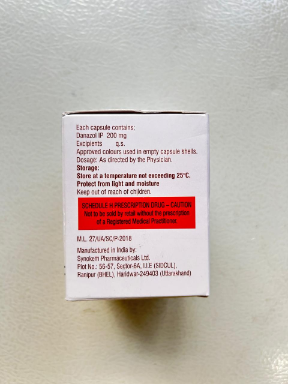 Each capsule contains:
Danazol IP 200 mg
Excipients q.s.
Approved colours used in empty capsule shells.
Dosage: As directed by the Physician.
Storage:
Store at a temperature not exceeding 25°C.
Protect from light and moisture
Keep out of reach of children.
SCHEDULE H PRESCRIPTION DRUG - CAUTION
Not to be sold by retail without the prescription
of a Registered Medical Practitioner.
M.L. 27/UA/SC/P-2018
Manufactured in India by:
Synokem Pharmaceuticals Ltd.
Plot No.: 56-57, Sector-6A, I.I.E (SIDCUL),
Ranipur (BHEL), Haridwar-249403 (Uttarakhand)